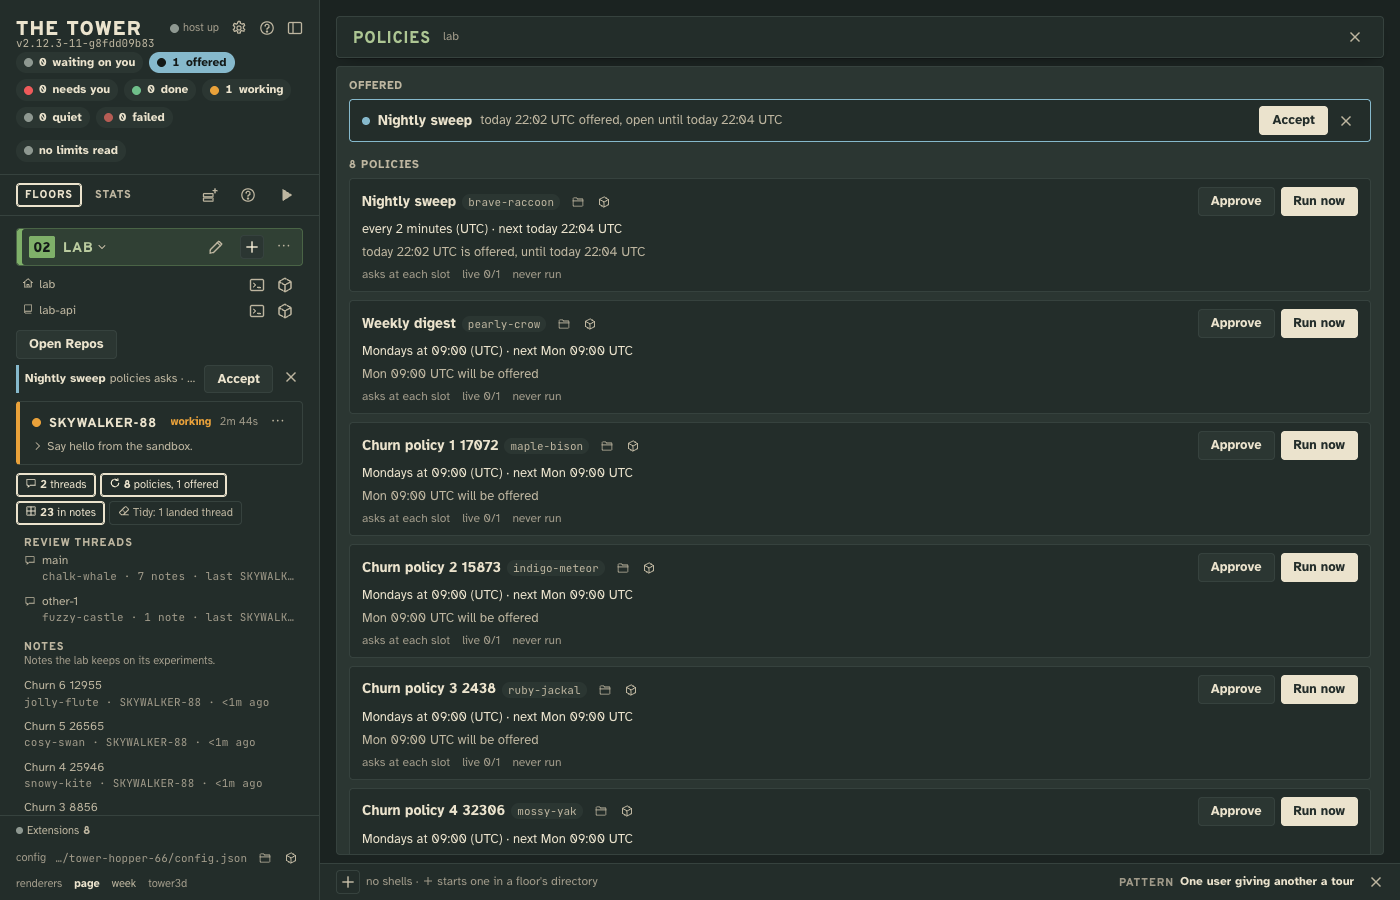 THE TOWER
host up
v2.12.3-11-g8fdd09b83
0 waiting on you
1 offered
0 needs you
0 done
1 working
0 quiet
0 failed
no limits read
FLOORS
STATS
02 LAB
lab
lab-api
Open Repos
Nightly sweep policies asks · ...
Accept
SKYWALKER-88 working 2m 44s
Say hello from the sandbox.
2 threads
8 policies, 1 offered
23 in notes
Tidy: 1 landed thread
REVIEW THREADS
main
chalk-whale · 7 notes · last SKYWALK…
other-1
fuzzy-castle · 1 note · last SKYWALK…
NOTES
Notes the lab keeps on its experiments.
Churn 6 12955
jolly-flute · SKYWALKER-88 · <1m ago
Churn 5 26565
cosy-swan · SKYWALKER-88 · <1m ago
Churn 4 25946
snowy-kite · SKYWALKER-88 · <1m ago
Churn 3 8856
Extensions 8
config …/tower-hopper-66/config.json
renderers page week tower3d
POLICIES lab
OFFERED
Nightly sweep today 22:02 UTC offered, open until today 22:04 UTC
Accept
8 POLICIES
Nightly sweep brave-raccoon
Approve
Run now
every 2 minutes (UTC) · next today 22:04 UTC
today 22:02 UTC is offered, until today 22:04 UTC
asks at each slot live 0/1 never run
Weekly digest pearly-crow
Approve
Run now
Mondays at 09:00 (UTC) · next Mon 09:00 UTC
Mon 09:00 UTC will be offered
asks at each slot live 0/1 never run
Churn policy 1 17072 maple-bison
Approve
Run now
Mondays at 09:00 (UTC) · next Mon 09:00 UTC
Mon 09:00 UTC will be offered
asks at each slot live 0/1 never run
Churn policy 2 15873 indigo-meteor
Approve
Run now
Mondays at 09:00 (UTC) · next Mon 09:00 UTC
Mon 09:00 UTC will be offered
asks at each slot live 0/1 never run
Churn policy 3 2438 ruby-jackal
Approve
Run now
Mondays at 09:00 (UTC) · next Mon 09:00 UTC
Mon 09:00 UTC will be offered
asks at each slot live 0/1 never run
Churn policy 4 32306 mossy-yak
Approve
Run now
Mondays at 09:00 (UTC) · next Mon 09:00 UTC
no shells · + starts one in a floor's directory
PATTERN One user giving another a tour